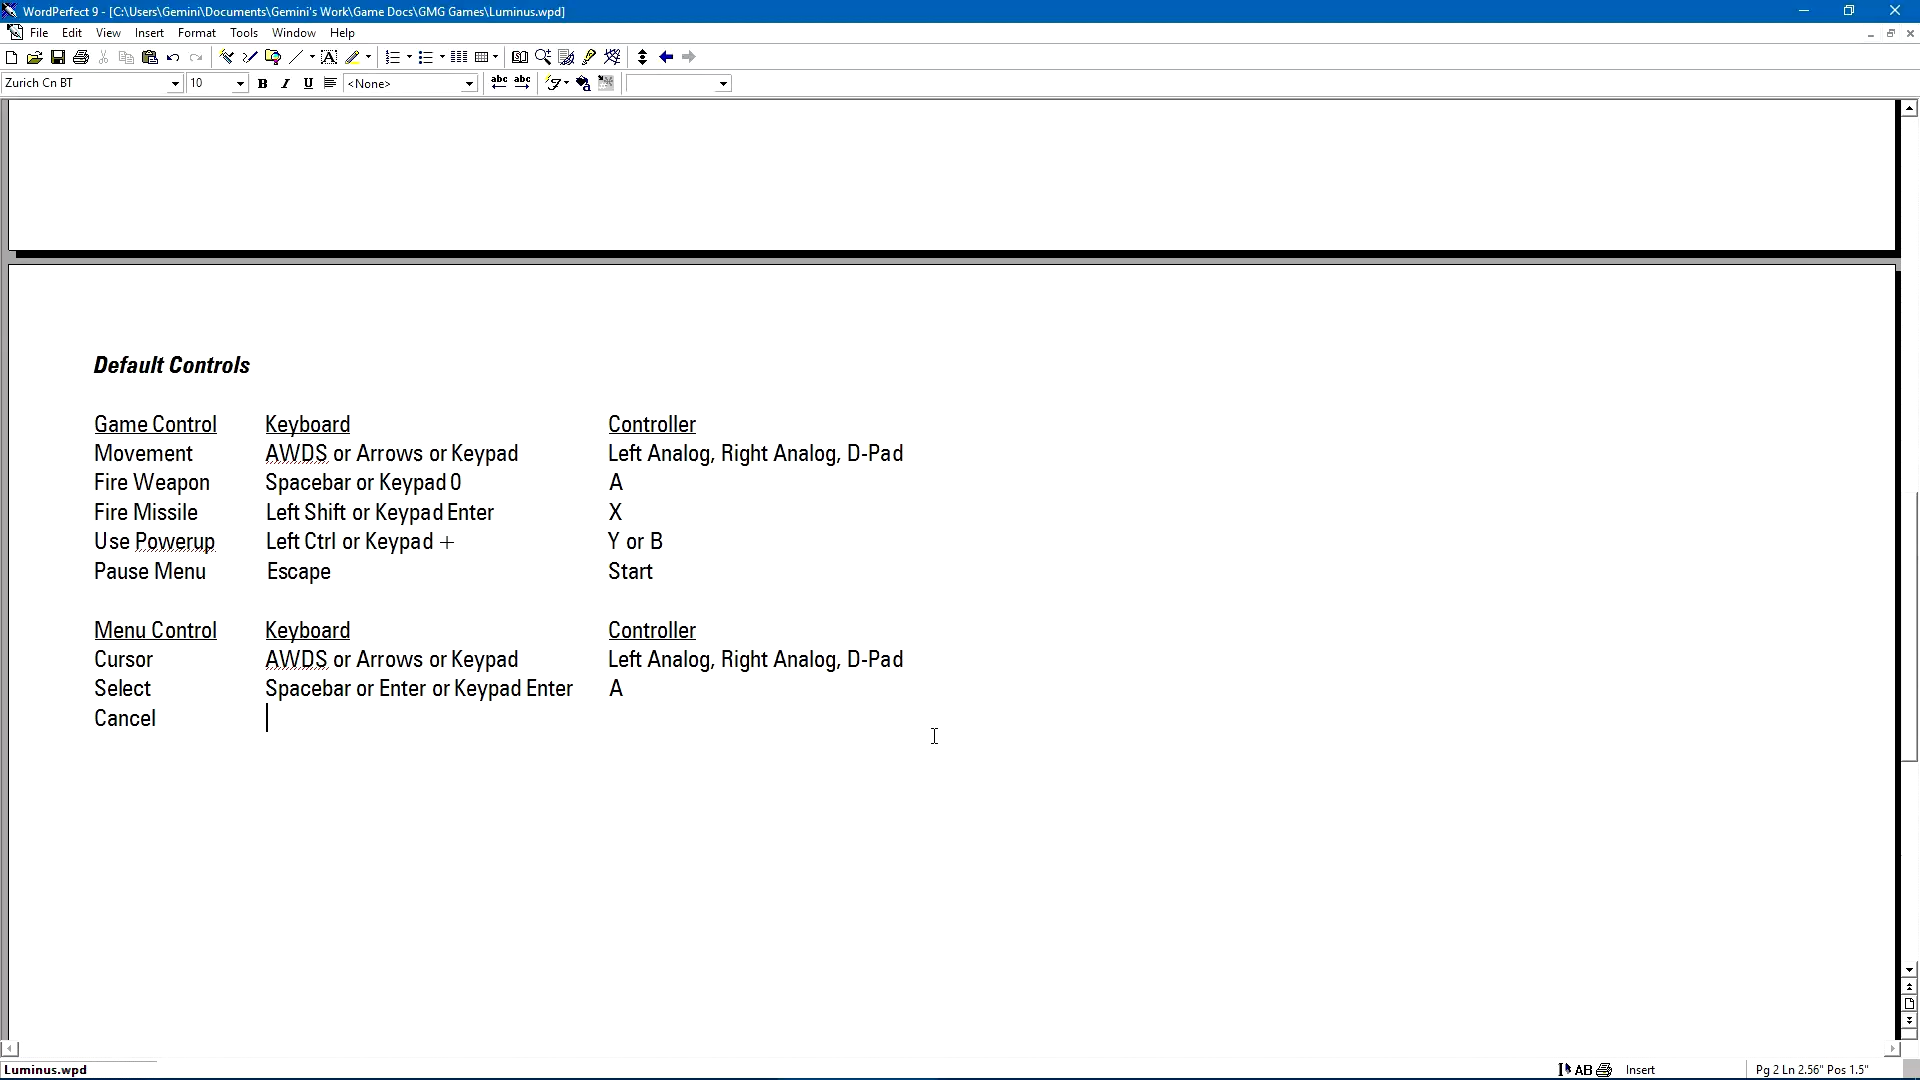 WordPerfect 9 - [C:\Users\Gemini\Documents\Gemini's Work\Game Docs\GMG Games\Luminus.wpd]
File Edit View Insert Format Tools Window Help
Zurich Cn BT 10 B I U <None> abc abc
Default Controls
Game Control Keyboard Controller
Movement AWDS or Arrows or Keypad Left Analog, Right Analog, D-Pad
Fire Weapon Spacebar or Keypad 0 A
Fire Missile Left Shift or Keypad Enter X
Use Powerup Left Ctrl or Keypad + Y or B
Pause Menu Escape Start
Menu Control Keyboard Controller
Cursor AWDS or Arrows or Keypad Left Analog, Right Analog, D-Pad
Select Spacebar or Enter or Keypad Enter A
Cancel
Luminus.wpd AB Insert Pg 2 Ln 2.56" Pos 1.5"